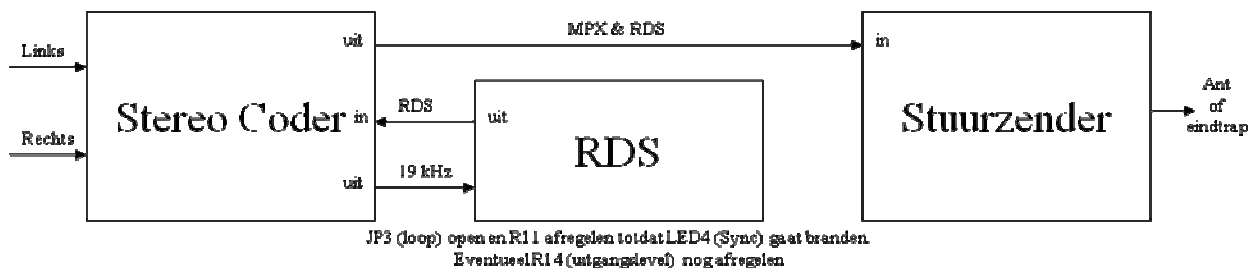 MPX & RDS
uit
in
Links
Stereo Coder
in
RDS
uit
RDS
Stuurzender
Ant
of
eindtrap
Rechts
uit
19 kHz
JP3 (loop) open en R11 afregelen totdat LED4 (Sync) gaat branden
Eventueel R14 (uitgangslevel) nog afregelen